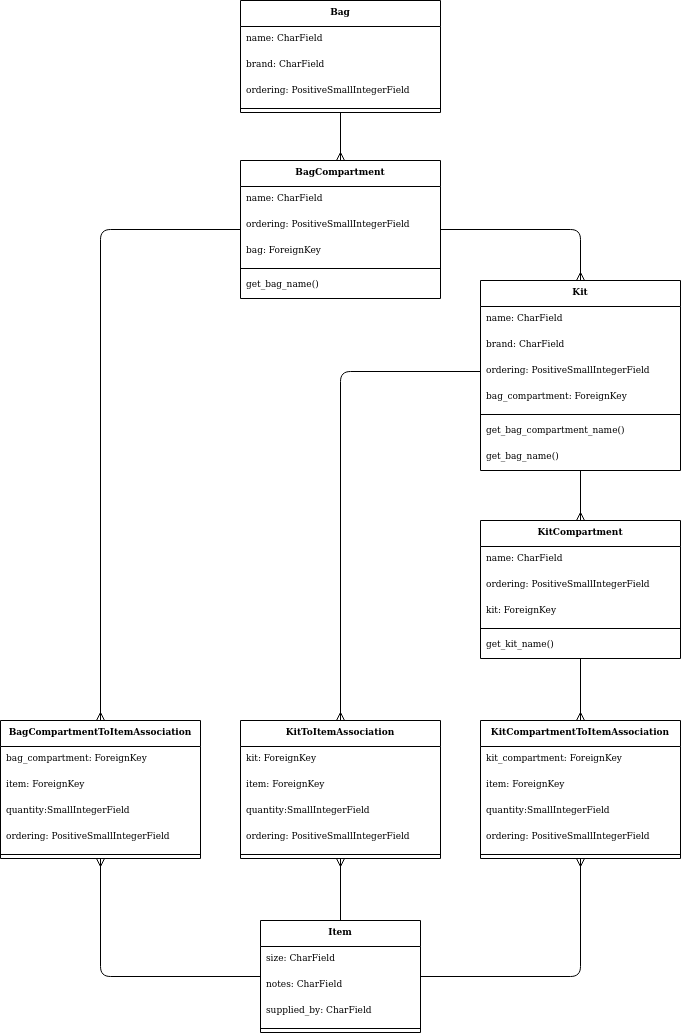 Bag
name: CharField
brand: CharField
ordering: PositiveSmallIntegerField
BagCompartment
name: CharField
ordering: PositiveSmallIntegerField
bag: ForeignKey
get_bag_name()
Kit
name: CharField
brand: CharField
ordering: PositiveSmallIntegerField
bag_compartment: ForeignKey
get_bag_compartment_name()
get_bag_name()
KitCompartment
name: CharField
ordering: PositiveSmallIntegerField
kit: ForeignKey
get_kit_name()
BagCompartmentToItemAssociation
bag_compartment: ForeignKey
item: ForeignKey
quantity:SmallIntegerField
ordering: PositiveSmallIntegerField
KitToItemAssociation
kit: ForeignKey
item: ForeignKey
quantity:SmallIntegerField
ordering: PositiveSmallIntegerField
KitCompartmentToItemAssociation
kit_compartment: ForeignKey
item: ForeignKey
quantity:SmallIntegerField
ordering: PositiveSmallIntegerField
Item
size: CharField
notes: CharField
supplied_by: CharField